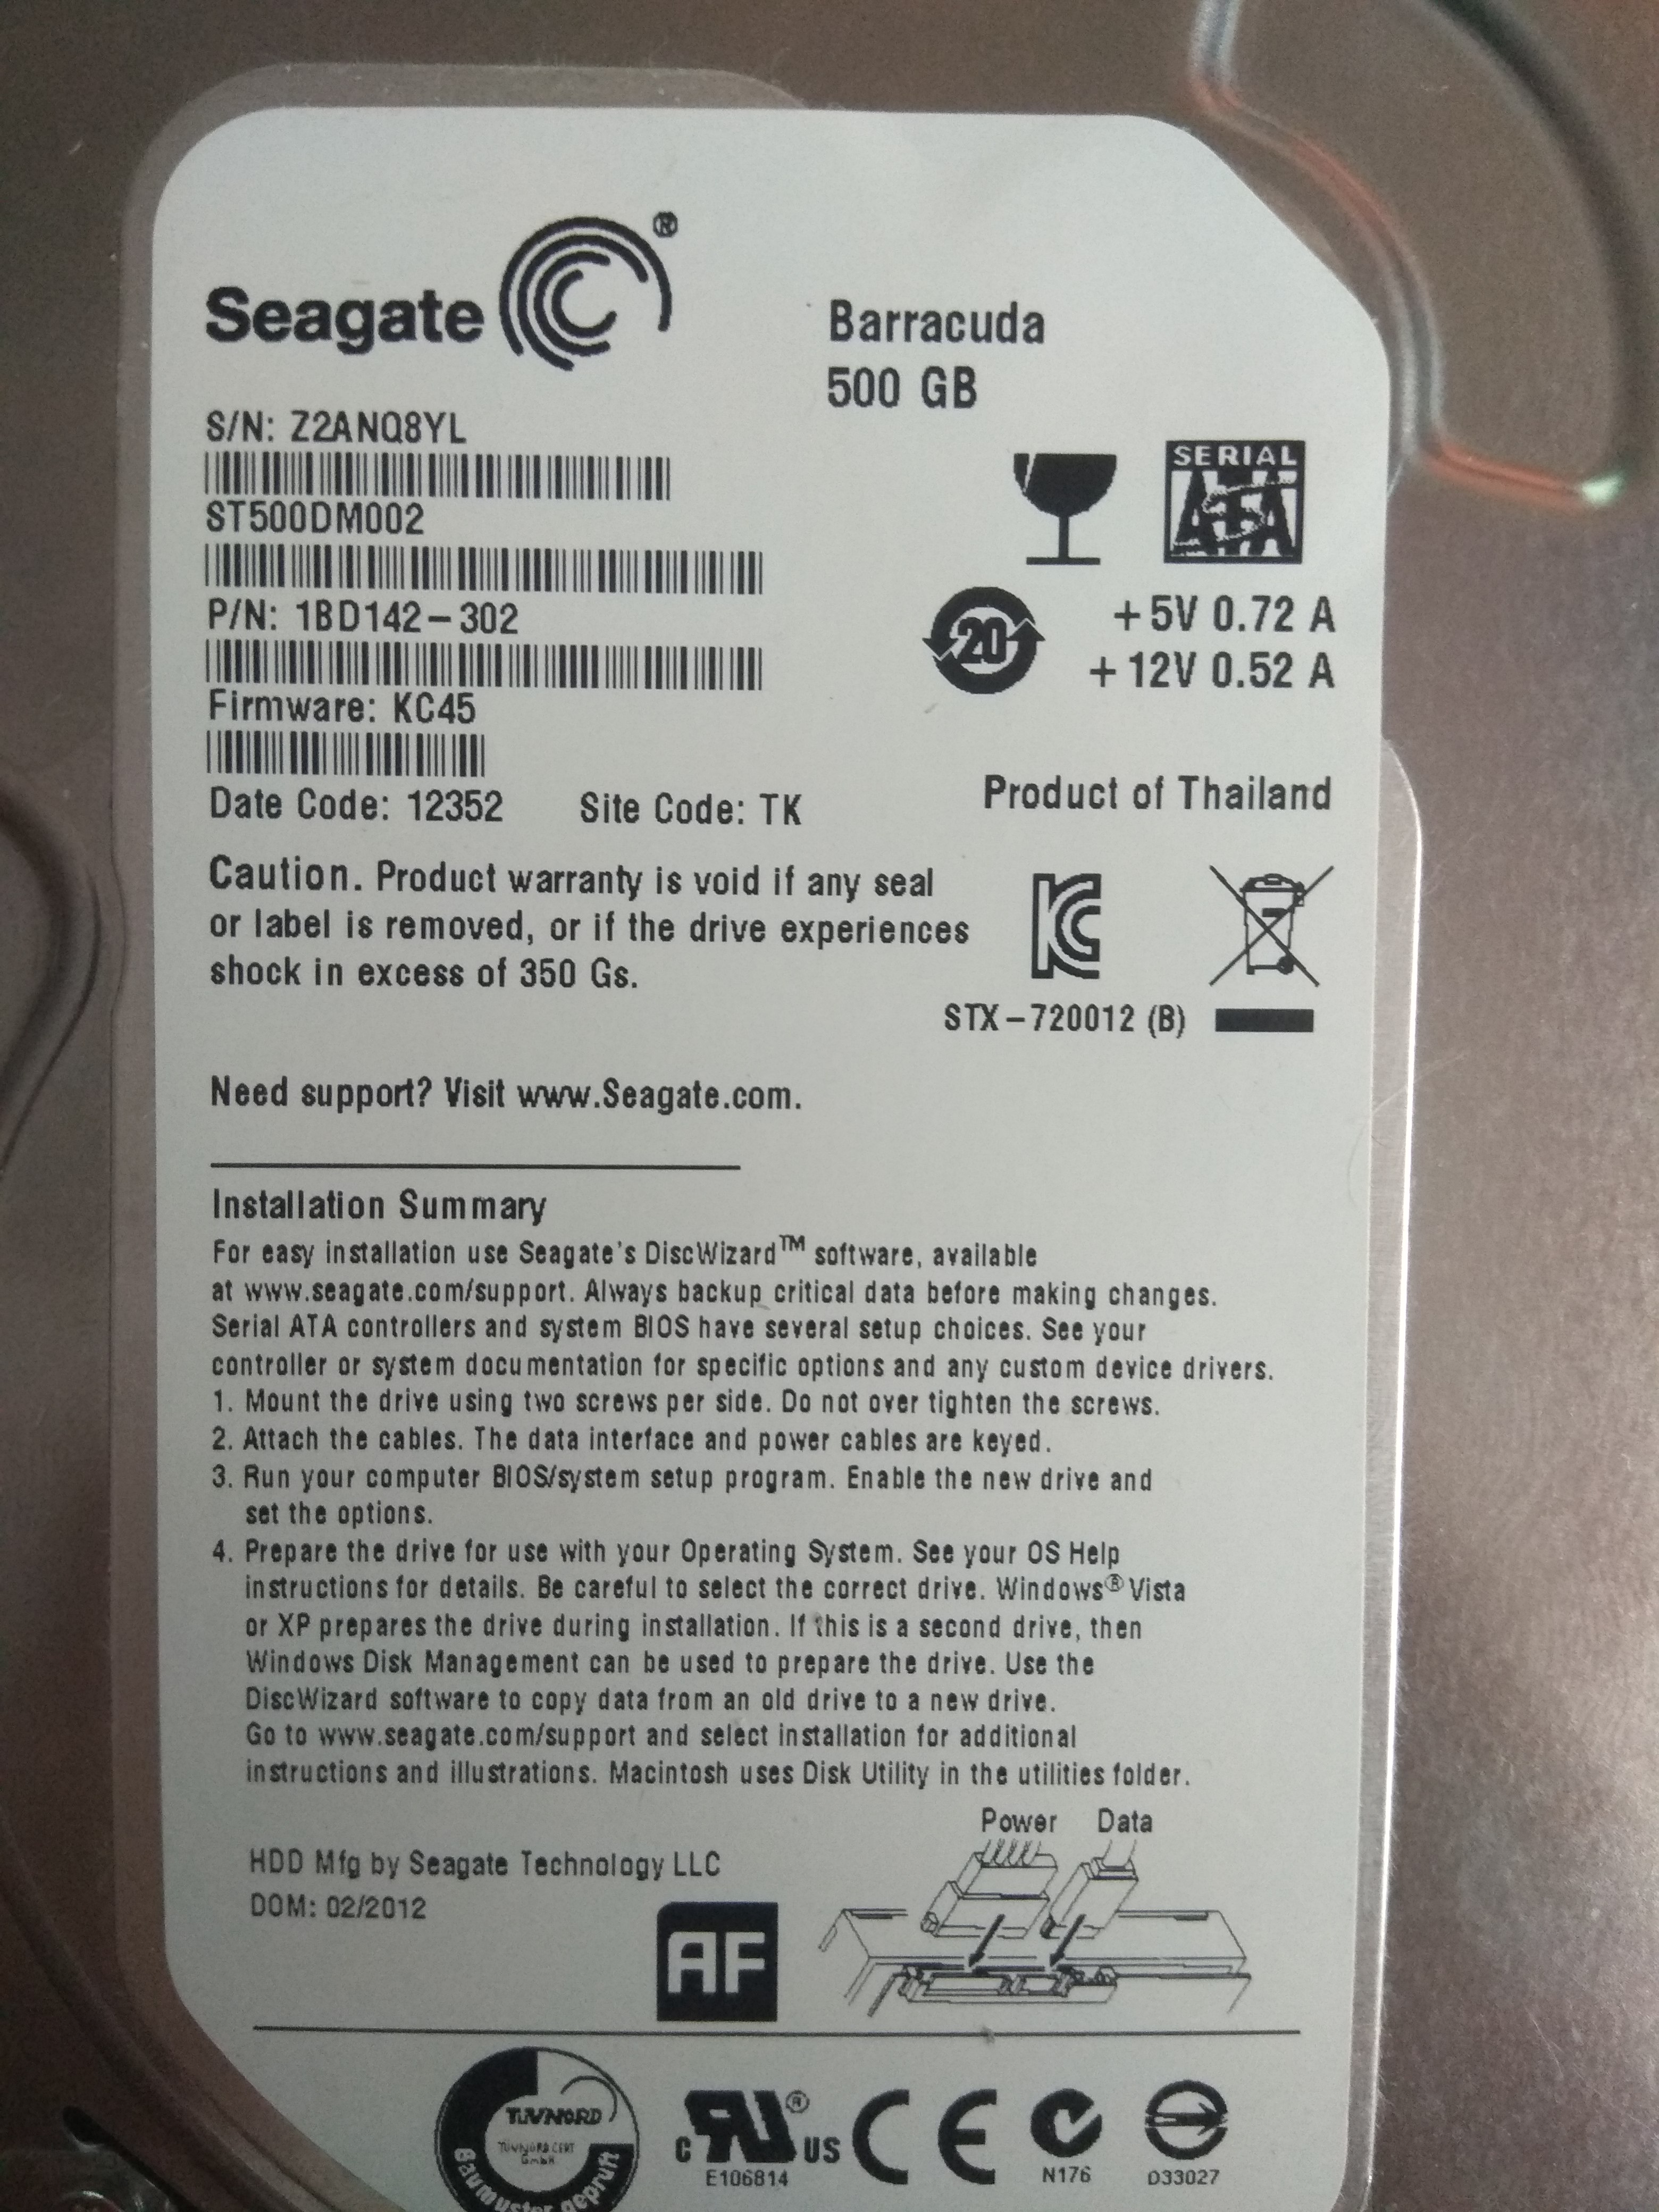 Seagate ®
Barracuda
500 GB
S/N: Z2ANQ8YL
ST500DM002
P/N: 1BD142-302
Firmware: KC45
Date Code: 12352 Site Code: TK
SERIAL
ATA
20
+5V 0.72 A
+12V 0.52 A
Product of Thailand
Caution. Product warranty is void if any seal
or label is removed, or if the drive experiences
shock in excess of 350 Gs.
STX-720012 (B)
Need support? Visit www.Seagate.com.
Installation Summary
For easy installation use Seagate's DiscWizard™ software, available
at www.seagate.com/support. Always backup critical data before making changes.
Serial ATA controllers and system BIOS have several setup choices. See your
controller or system documentation for specific options and any custom device drivers.
1. Mount the drive using two screws per side. Do not over tighten the screws.
2. Attach the cables. The data interface and power cables are keyed.
3. Run your computer BIOS/system setup program. Enable the new drive and
set the options.
4. Prepare the drive for use with your Operating System. See your OS Help
instructions for details. Be careful to select the correct drive. Windows® Vista
or XP prepares the drive during installation. If this is a second drive, then
Windows Disk Management can be used to prepare the drive. Use the
DiscWizard software to copy data from an old drive to a new drive.
Go to www.seagate.com/support and select installation for additional
instructions and illustrations. Macintosh uses Disk Utility in the utilities folder.
Power Data
HDD Mfg by Seagate Technology LLC
DOM: 02/2012
AF
TUVNORD
TUVNORD CERT
GmbH
Baumuster geprüft
c RU ® US
E106814
CE
N176
D33027